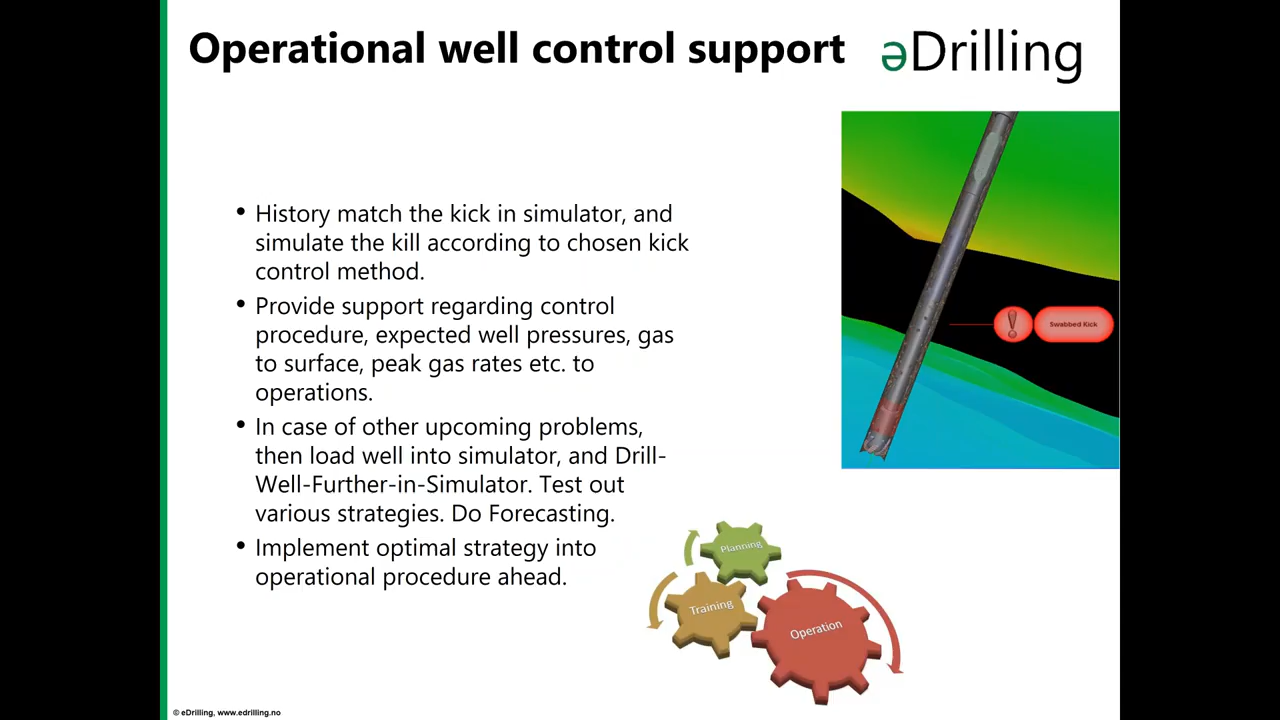 Operational well control support
əDrilling
• History match the kick in simulator, and
simulate the kill according to chosen kick
control method.
• Provide support regarding control
procedure, expected well pressures, gas
to surface, peak gas rates etc. to
operations.
• In case of other upcoming problems,
then load well into simulator, and Drill-
Well-Further-in-Simulator. Test out
various strategies. Do Forecasting.
• Implement optimal strategy into
operational procedure ahead.
!
Swabbed Kick
Planning
Training
Operation
© eDrilling, www.edrilling.no